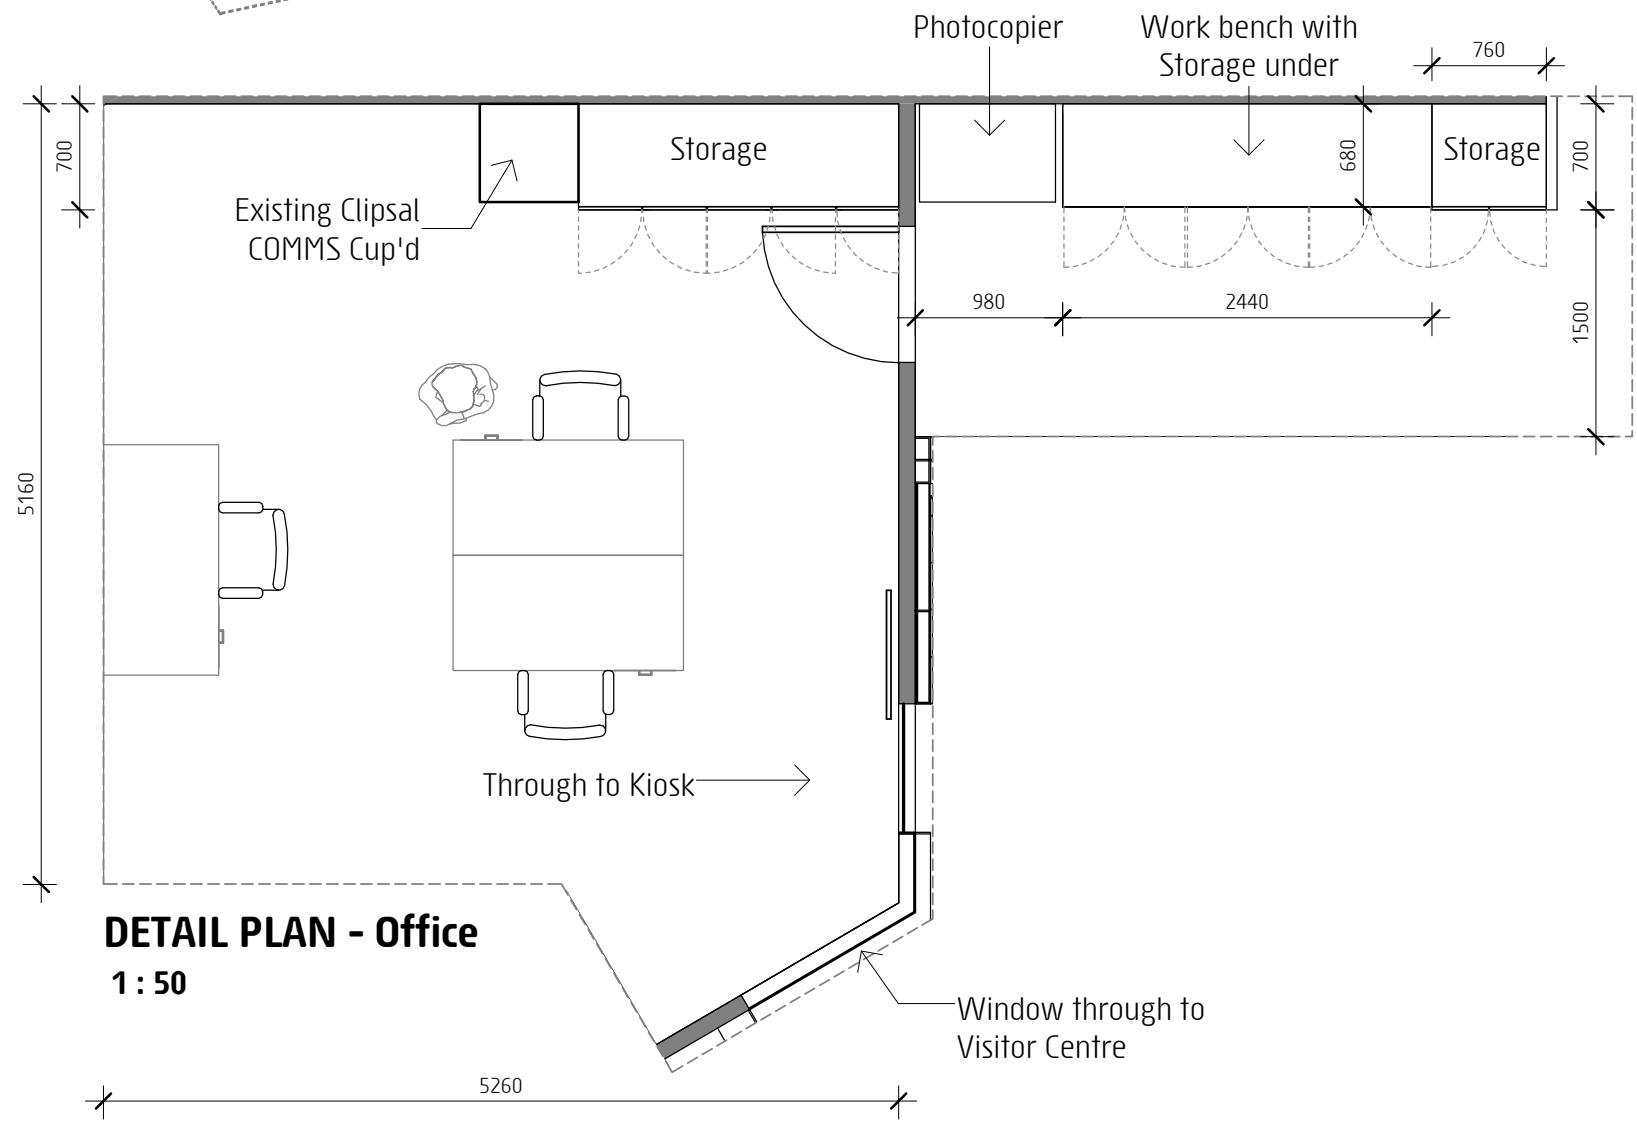 Photocopier
Work bench with
Storage under
760
700
Storage
680
Storage
700
Existing Clipsal
COMMS Cup'd
980
2440
1500
5160
Through to Kiosk
DETAIL PLAN - Office
1 : 50
Window through to
Visitor Centre
5260